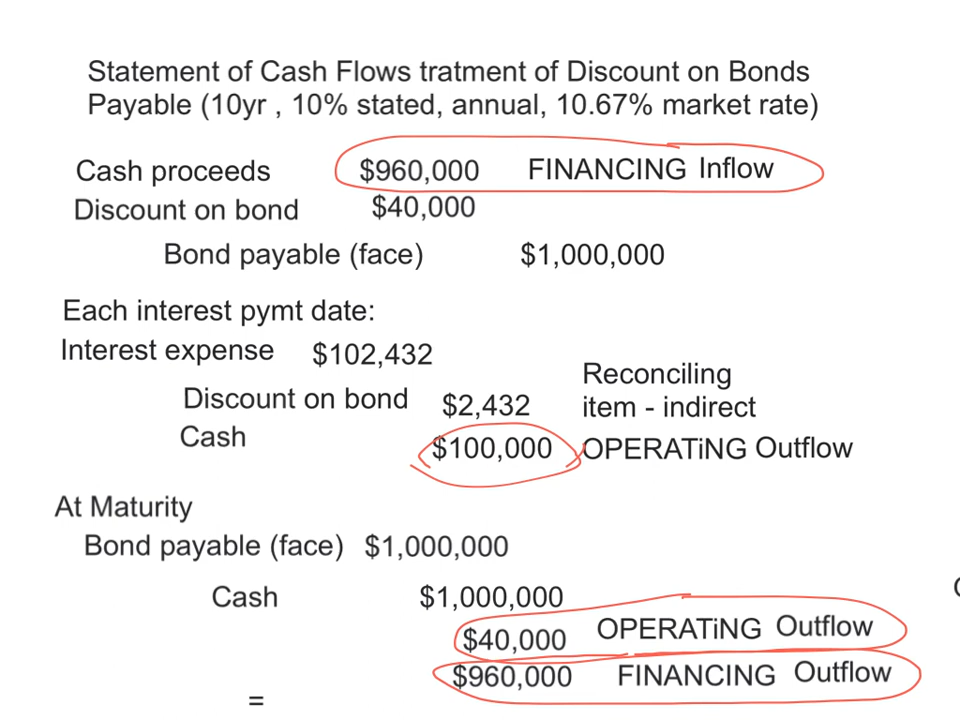 Statement of Cash Flows tratment of Discount on Bonds
Payable (10yr , 10% stated, annual, 10.67% market rate)
Cash proceeds $960,000 FINANCING Inflow
Discount on bond $40,000
Bond payable (face) $1,000,000
Each interest pymt date:
Interest expense $102,432
Reconciling
Discount on bond $2,432 item - indirect
Cash $100,000 OPERATiNG Outflow
At Maturity
Bond payable (face) $1,000,000
Cash $1,000,000
$40,000 OPERATiNG Outflow
$960,000 FINANCING Outflow
=